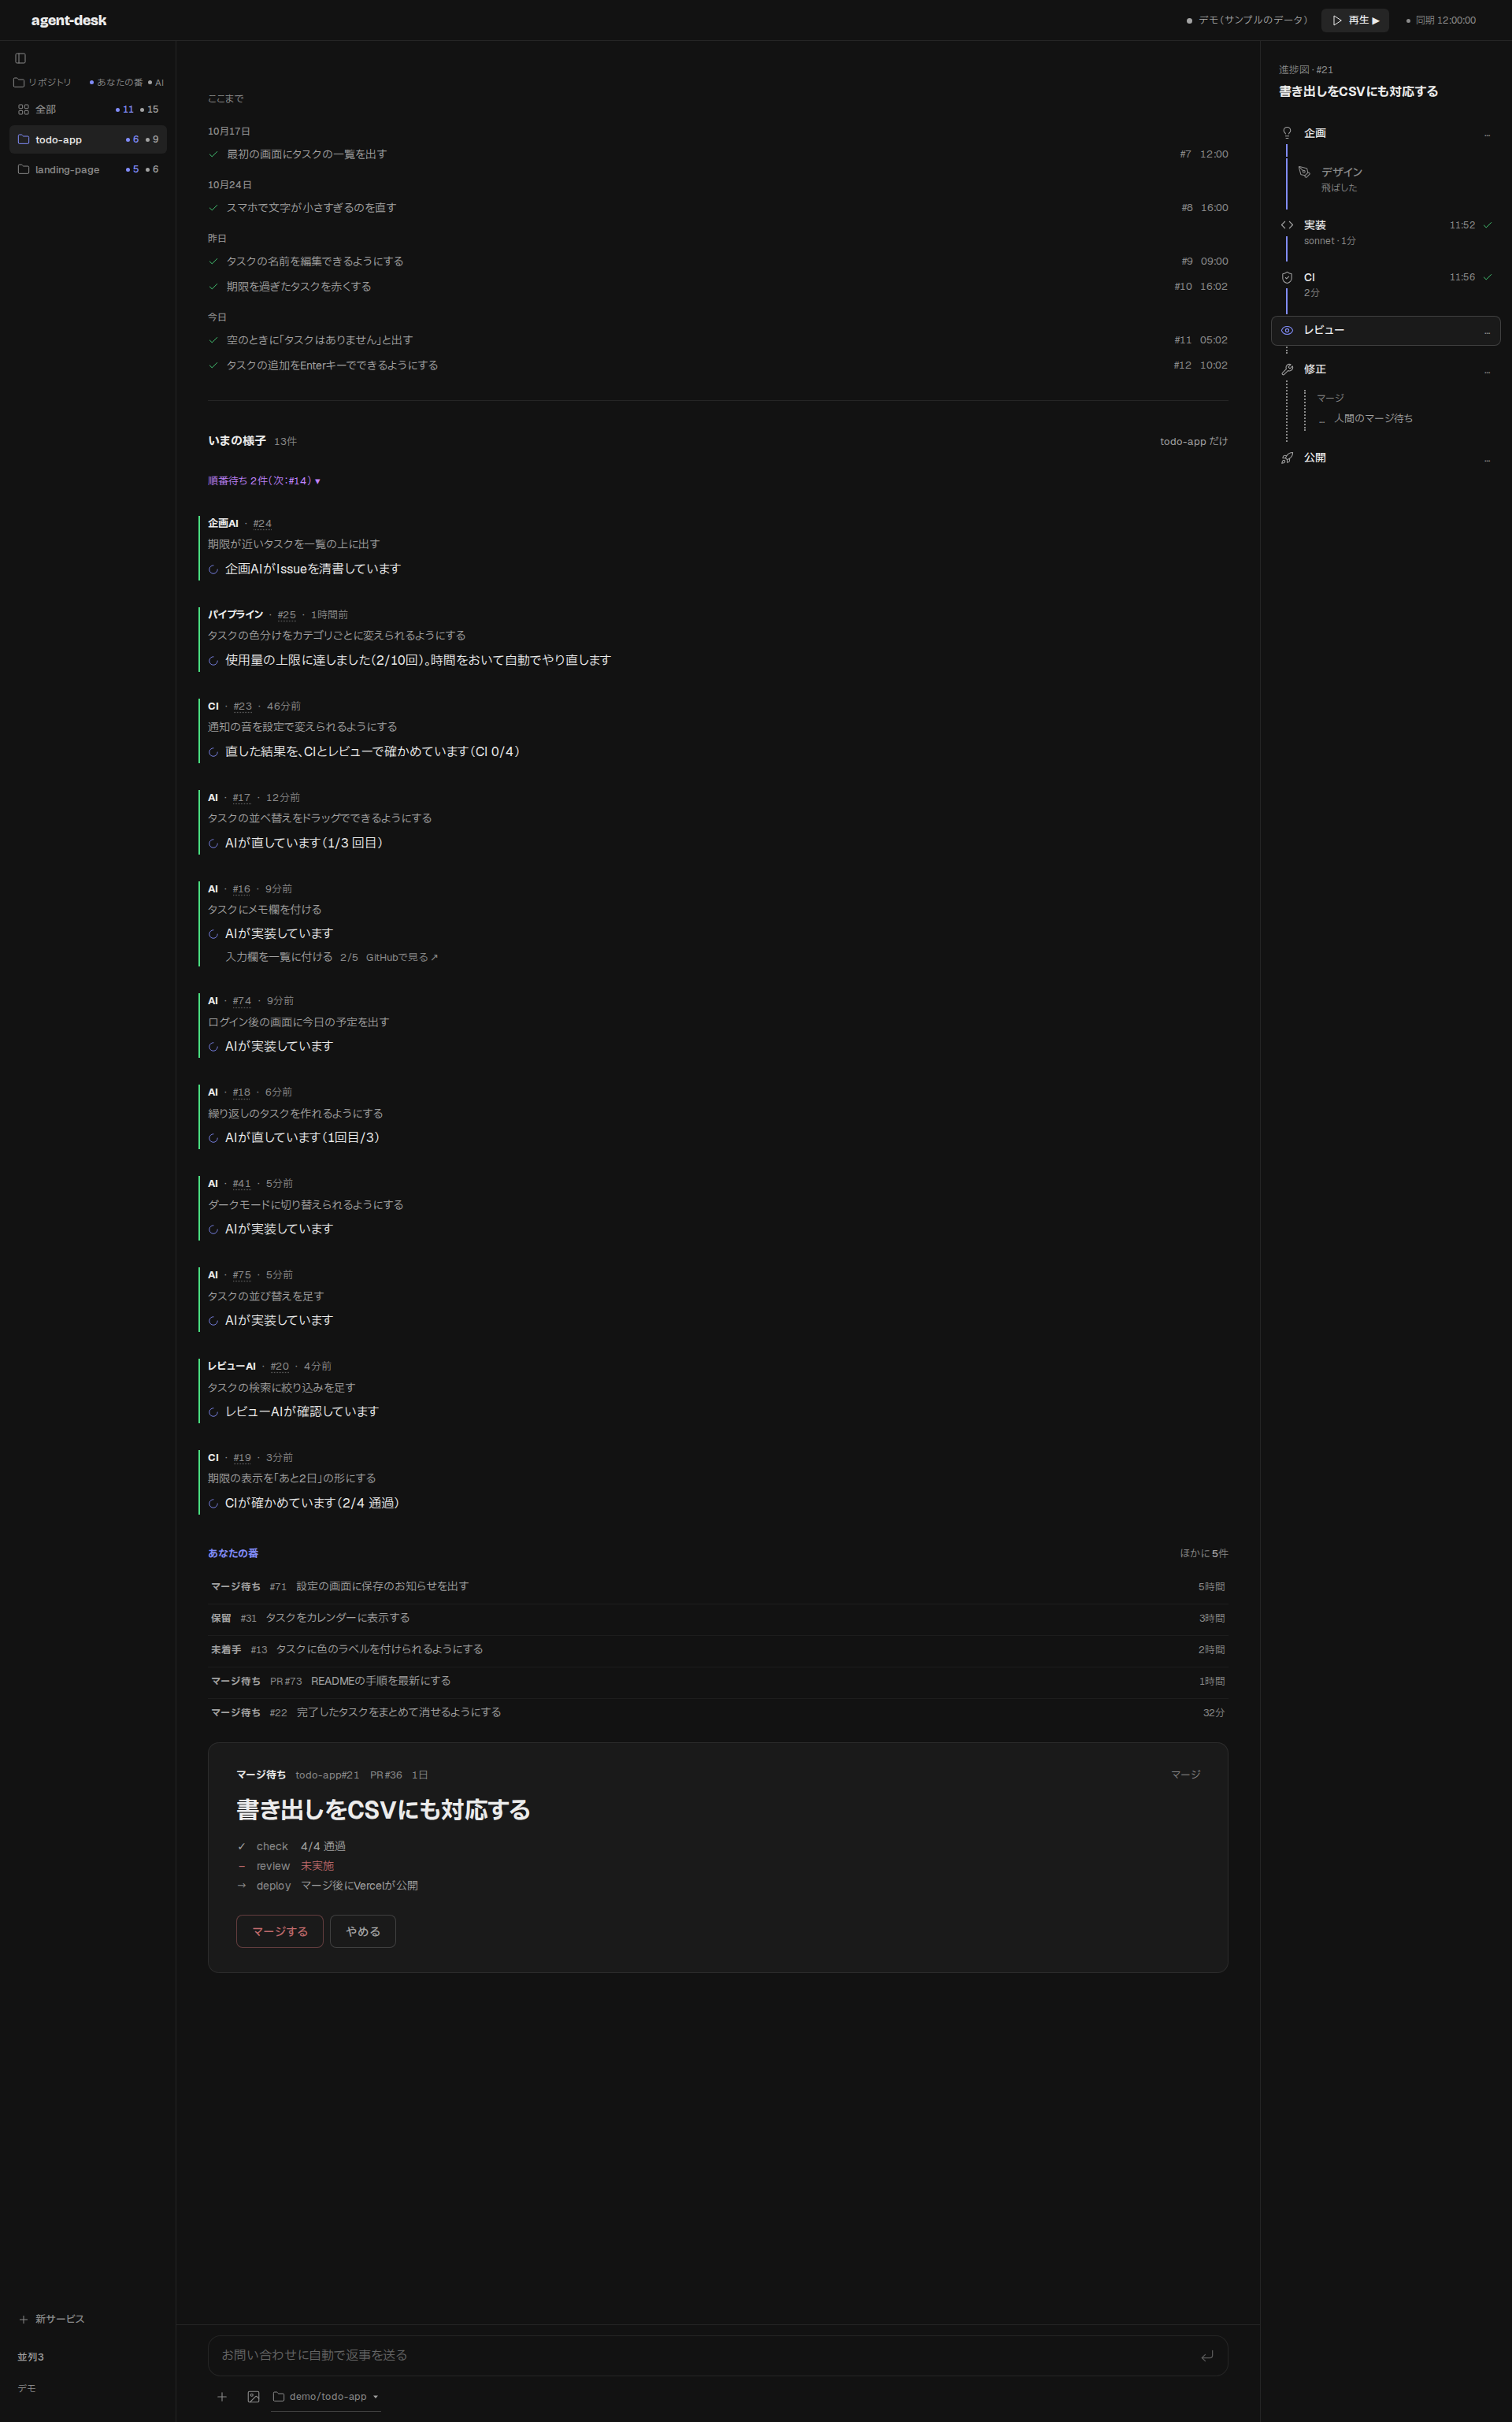 agent-desk
デモ（サンプルのデータ）
再生 ▶
同期 12:00:00
リポジトリ
あなたの番
AI
全部 11 15
todo-app 6 9
landing-page 5 6
ここまで
10月17日
最初の画面にタスクの一覧を出す #7 12:00
10月24日
スマホで文字が小さすぎるのを直す #8 16:00
昨日
タスクの名前を編集できるようにする #9 09:00
期限を過ぎたタスクを赤くする #10 16:02
今日
空のときに「タスクはありません」と出す #11 05:02
タスクの追加をEnterキーでできるようにする #12 10:02
いまの様子 13件 todo-app だけ
順番待ち 2件（次：#14）▾
企画AI · #24
期限が近いタスクを一覧の上に出す
企画AIがIssueを清書しています
パイプライン · #25 · 1時間前
タスクの色分けをカテゴリごとに変えられるようにする
使用量の上限に達しました（2/10回）。時間をおいて自動でやり直します
CI · #23 · 46分前
通知の音を設定で変えられるようにする
直した結果を、CIとレビューで確かめています（CI 0/4）
AI · #17 · 12分前
タスクの並べ替えをドラッグでできるようにする
AIが直しています（1/3 回目）
AI · #16 · 9分前
タスクにメモ欄を付ける
AIが実装しています
入力欄を一覧に付ける 2/5 GitHubで見る ↗
AI · #74 · 9分前
ログイン後の画面に今日の予定を出す
AIが実装しています
AI · #18 · 6分前
繰り返しのタスクを作れるようにする
AIが直しています（1回目/3）
AI · #41 · 5分前
ダークモードに切り替えられるようにする
AIが実装しています
AI · #75 · 5分前
タスクの並び替えを足す
AIが実装しています
レビューAI · #20 · 4分前
タスクの検索に絞り込みを足す
レビューAIが確認しています
CI · #19 · 3分前
期限の表示を「あと2日」の形にする
CIが確かめています（2/4 通過）
あなたの番 ほかに5件
マージ待ち #71 設定の画面に保存のお知らせを出す 5時間
保留 #31 タスクをカレンダーに表示する 3時間
未着手 #13 タスクに色のラベルを付けられるようにする 2時間
マージ待ち PR#73 READMEの手順を最新にする 1時間
マージ待ち #22 完了したタスクをまとめて消せるようにする 32分
マージ待ち todo-app#21 PR#36 1日 マージ
書き出しをCSVにも対応する
✓ check 4/4 通過
– review 未実施
→ deploy マージ後にVercelが公開
マージする
やめる
進捗図 · #21
書き出しをCSVにも対応する
企画 …
デザイン
飛ばした
実装 11:52
sonnet · 1分
CI 11:56
2分
レビュー …
修正 …
マージ
… 人間のマージ待ち
公開 …
新サービス
並列3
デモ
お問い合わせに自動で返事を送る
demo/todo-app ▾